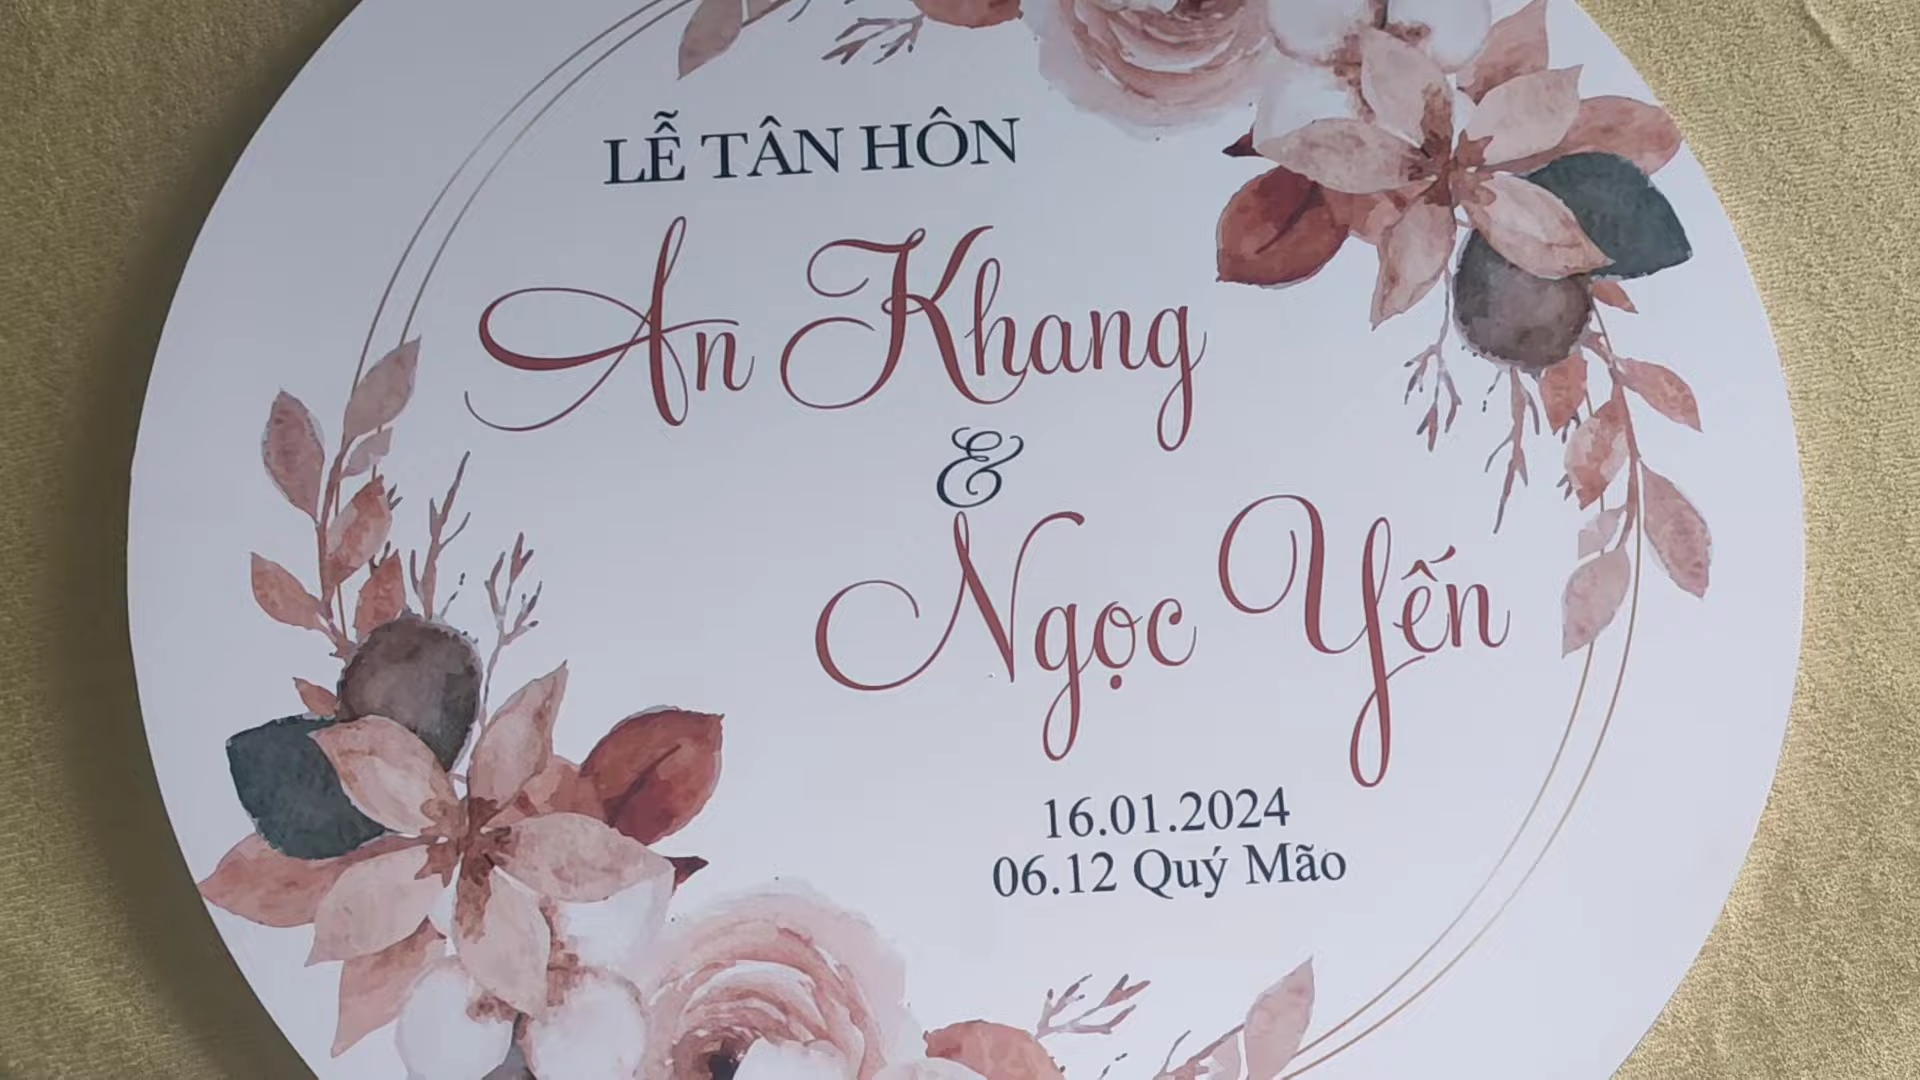 LỄ TÂN HÔN
An Khang
&
Ngọc Yến
16.01.2024
06.12 Quý Mão